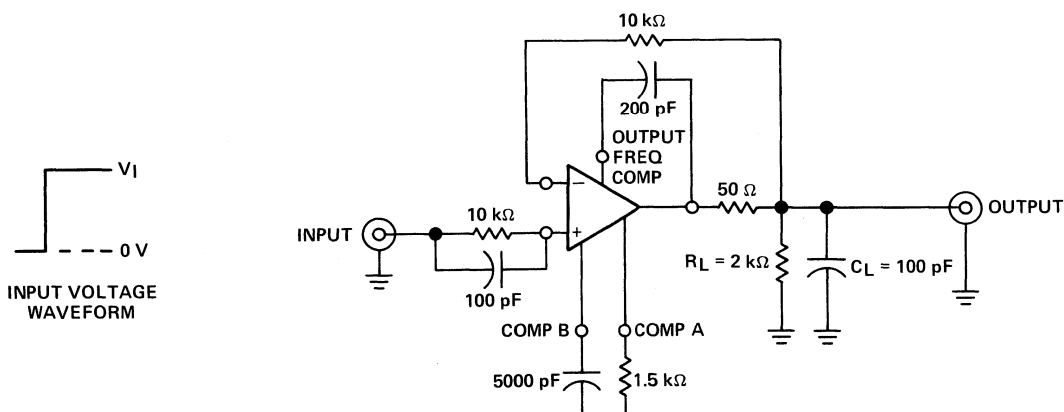 10 kΩ
200 pF
OUTPUT
FREQ
COMP
VI
0 V
INPUT VOLTAGE
WAVEFORM
INPUT
10 kΩ
100 pF
−
+
50 Ω
OUTPUT
RL = 2 kΩ
CL = 100 pF
COMP B
COMP A
5000 pF
1.5 kΩ